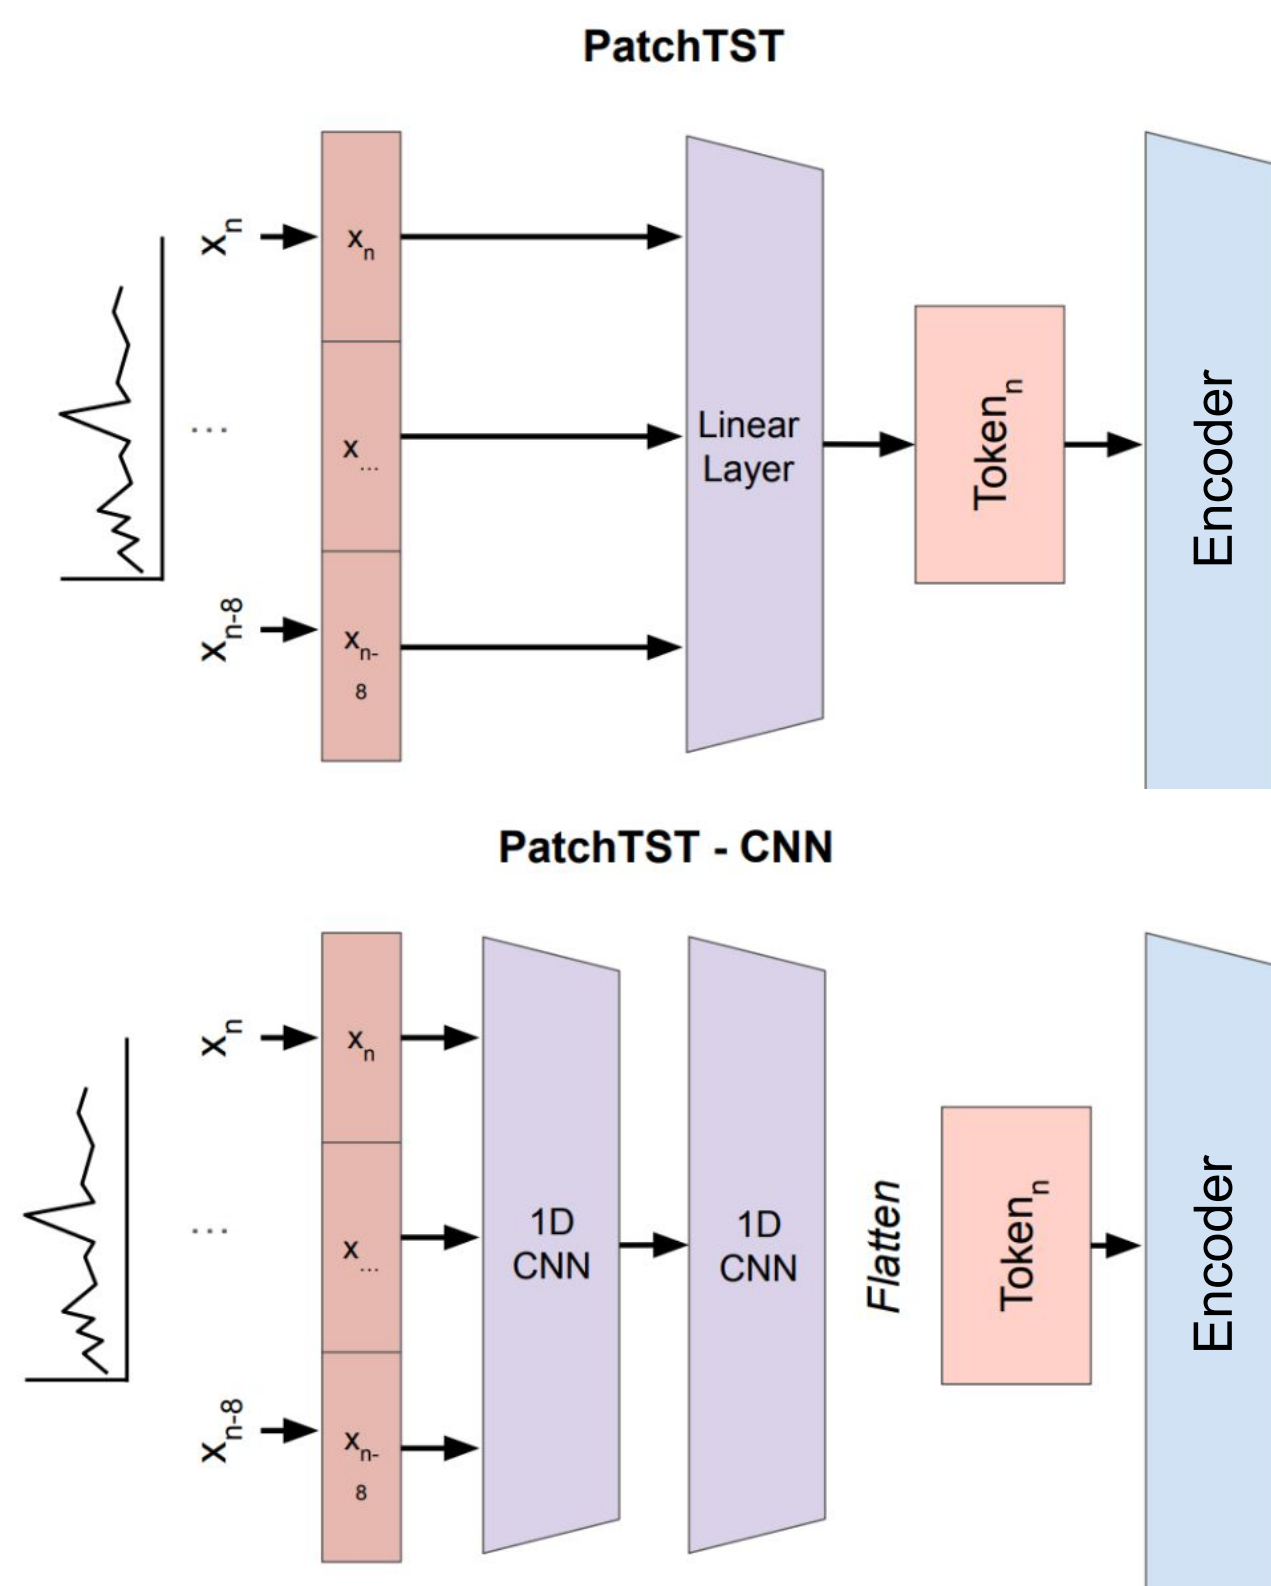 PatchTST
xn
xn
...
x...
xn-8
xn-
8
Linear
Layer
Tokenn
Encoder
PatchTST - CNN
xn
xn
...
x...
xn-8
xn-
8
1D
CNN
1D
CNN
Flatten
Tokenn
Encoder